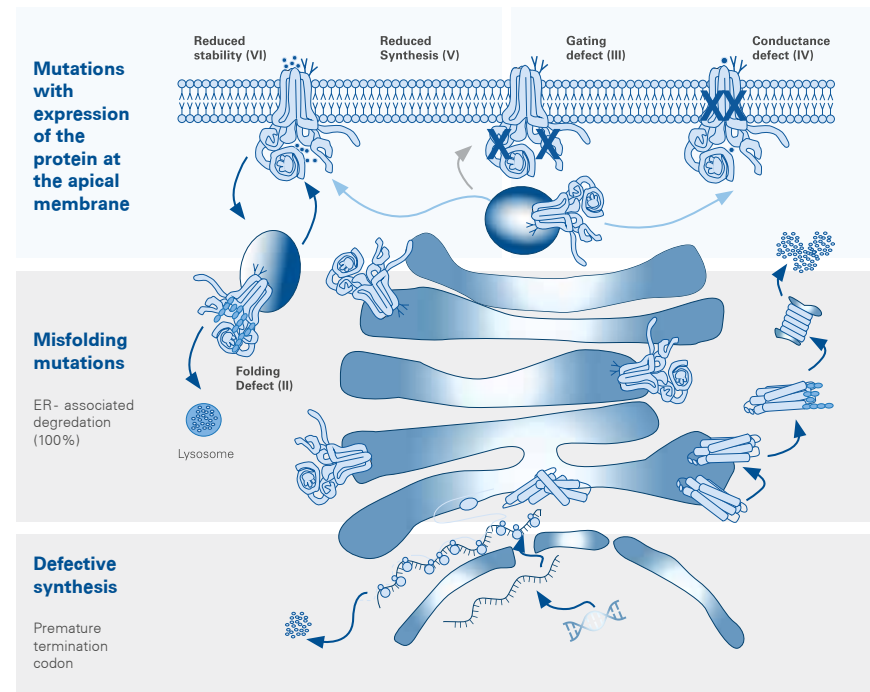 Reduced
stability (VI)
Reduced
Synthesis (V)
Gating
defect (III)
Conductance
defect (IV)
Mutations
with
expression
of the
protein at
the apical
membrane
X X
X X
Misfolding
mutations
ER- associated
degredation
(100%)
Folding
Defect (II)
Lysosome
Defective
synthesis
Premature
termination
codon